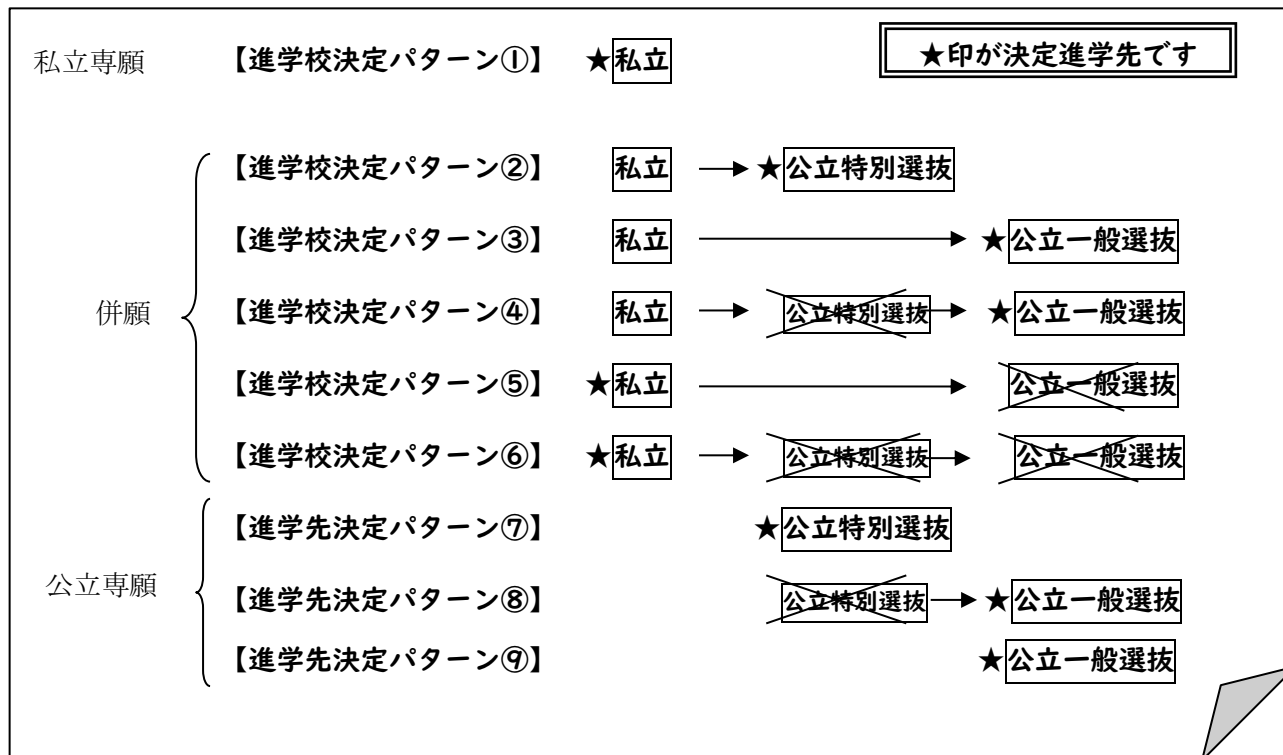 私立専願 【進学校決定パターン①】 ★私立 ★印が決定進学先です
【進学校決定パターン②】 私立 → ★公立特別選抜
【進学校決定パターン③】 私立 → ★公立一般選抜
併願 【進学校決定パターン④】 私立 → 公立特別選抜 → ★公立一般選抜
【進学校決定パターン⑤】 ★私立 → 公立一般選抜
【進学校決定パターン⑥】 ★私立 → 公立特別選抜 → 公立一般選抜
【進学先決定パターン⑦】 ★公立特別選抜
公立専願 【進学先決定パターン⑧】 公立特別選抜 → ★公立一般選抜
【進学先決定パターン⑨】 ★公立一般選抜